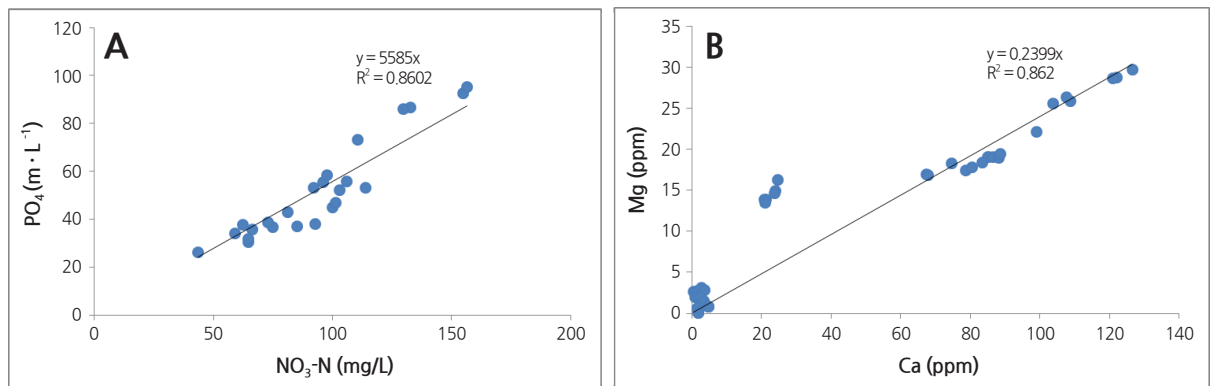 A
y = 5585x
R² = 0.8602
120
100
80
60
40
20
0
PO₄ (m · L⁻¹)
0
50
100
150
200
NO₃-N (mg/L)
B
y = 0.2399x
R² = 0.862
35
30
25
20
15
10
5
0
Mg (ppm)
0
20
40
60
80
100
120
140
Ca (ppm)